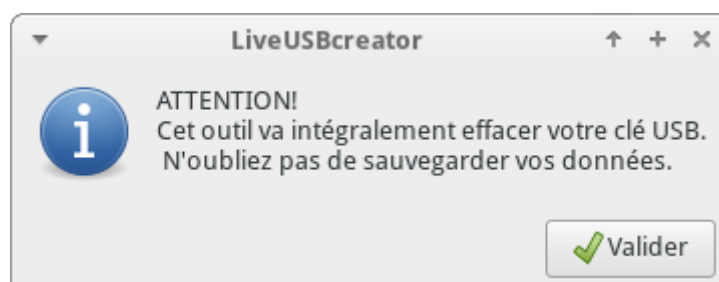 LiveUSBcreator
ATTENTION!
Cet outil va intégralement effacer votre clé USB.
N'oubliez pas de sauvegarder vos données.
Valider